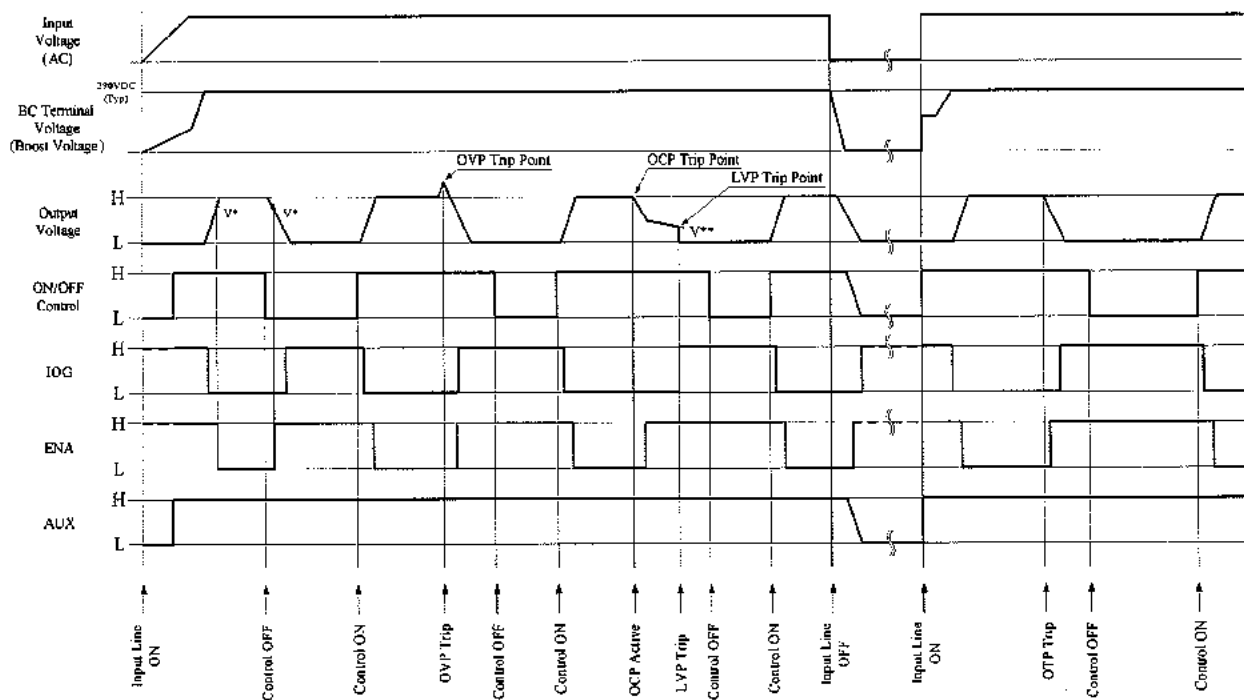 Input
Voltage
(AC)
290VDC
(Typ)
BC Terminal
Voltage
(Boost Voltage)
OVP Trip Point
OCP Trip Point
LVP Trip Point
Output
Voltage
H
L
V*
V*
V**
ON/OFF
Control
H
L
IOG
H
L
ENA
H
L
AUX
H
L
Input Line
ON
Control OFF
Control ON
OVP Trip
Control OFF
Control ON
OCP Active
LVP Trip
Control OFF
Control ON
Input Line
OFF
Input Line
ON
OTP Trip
Control OFF
Control ON